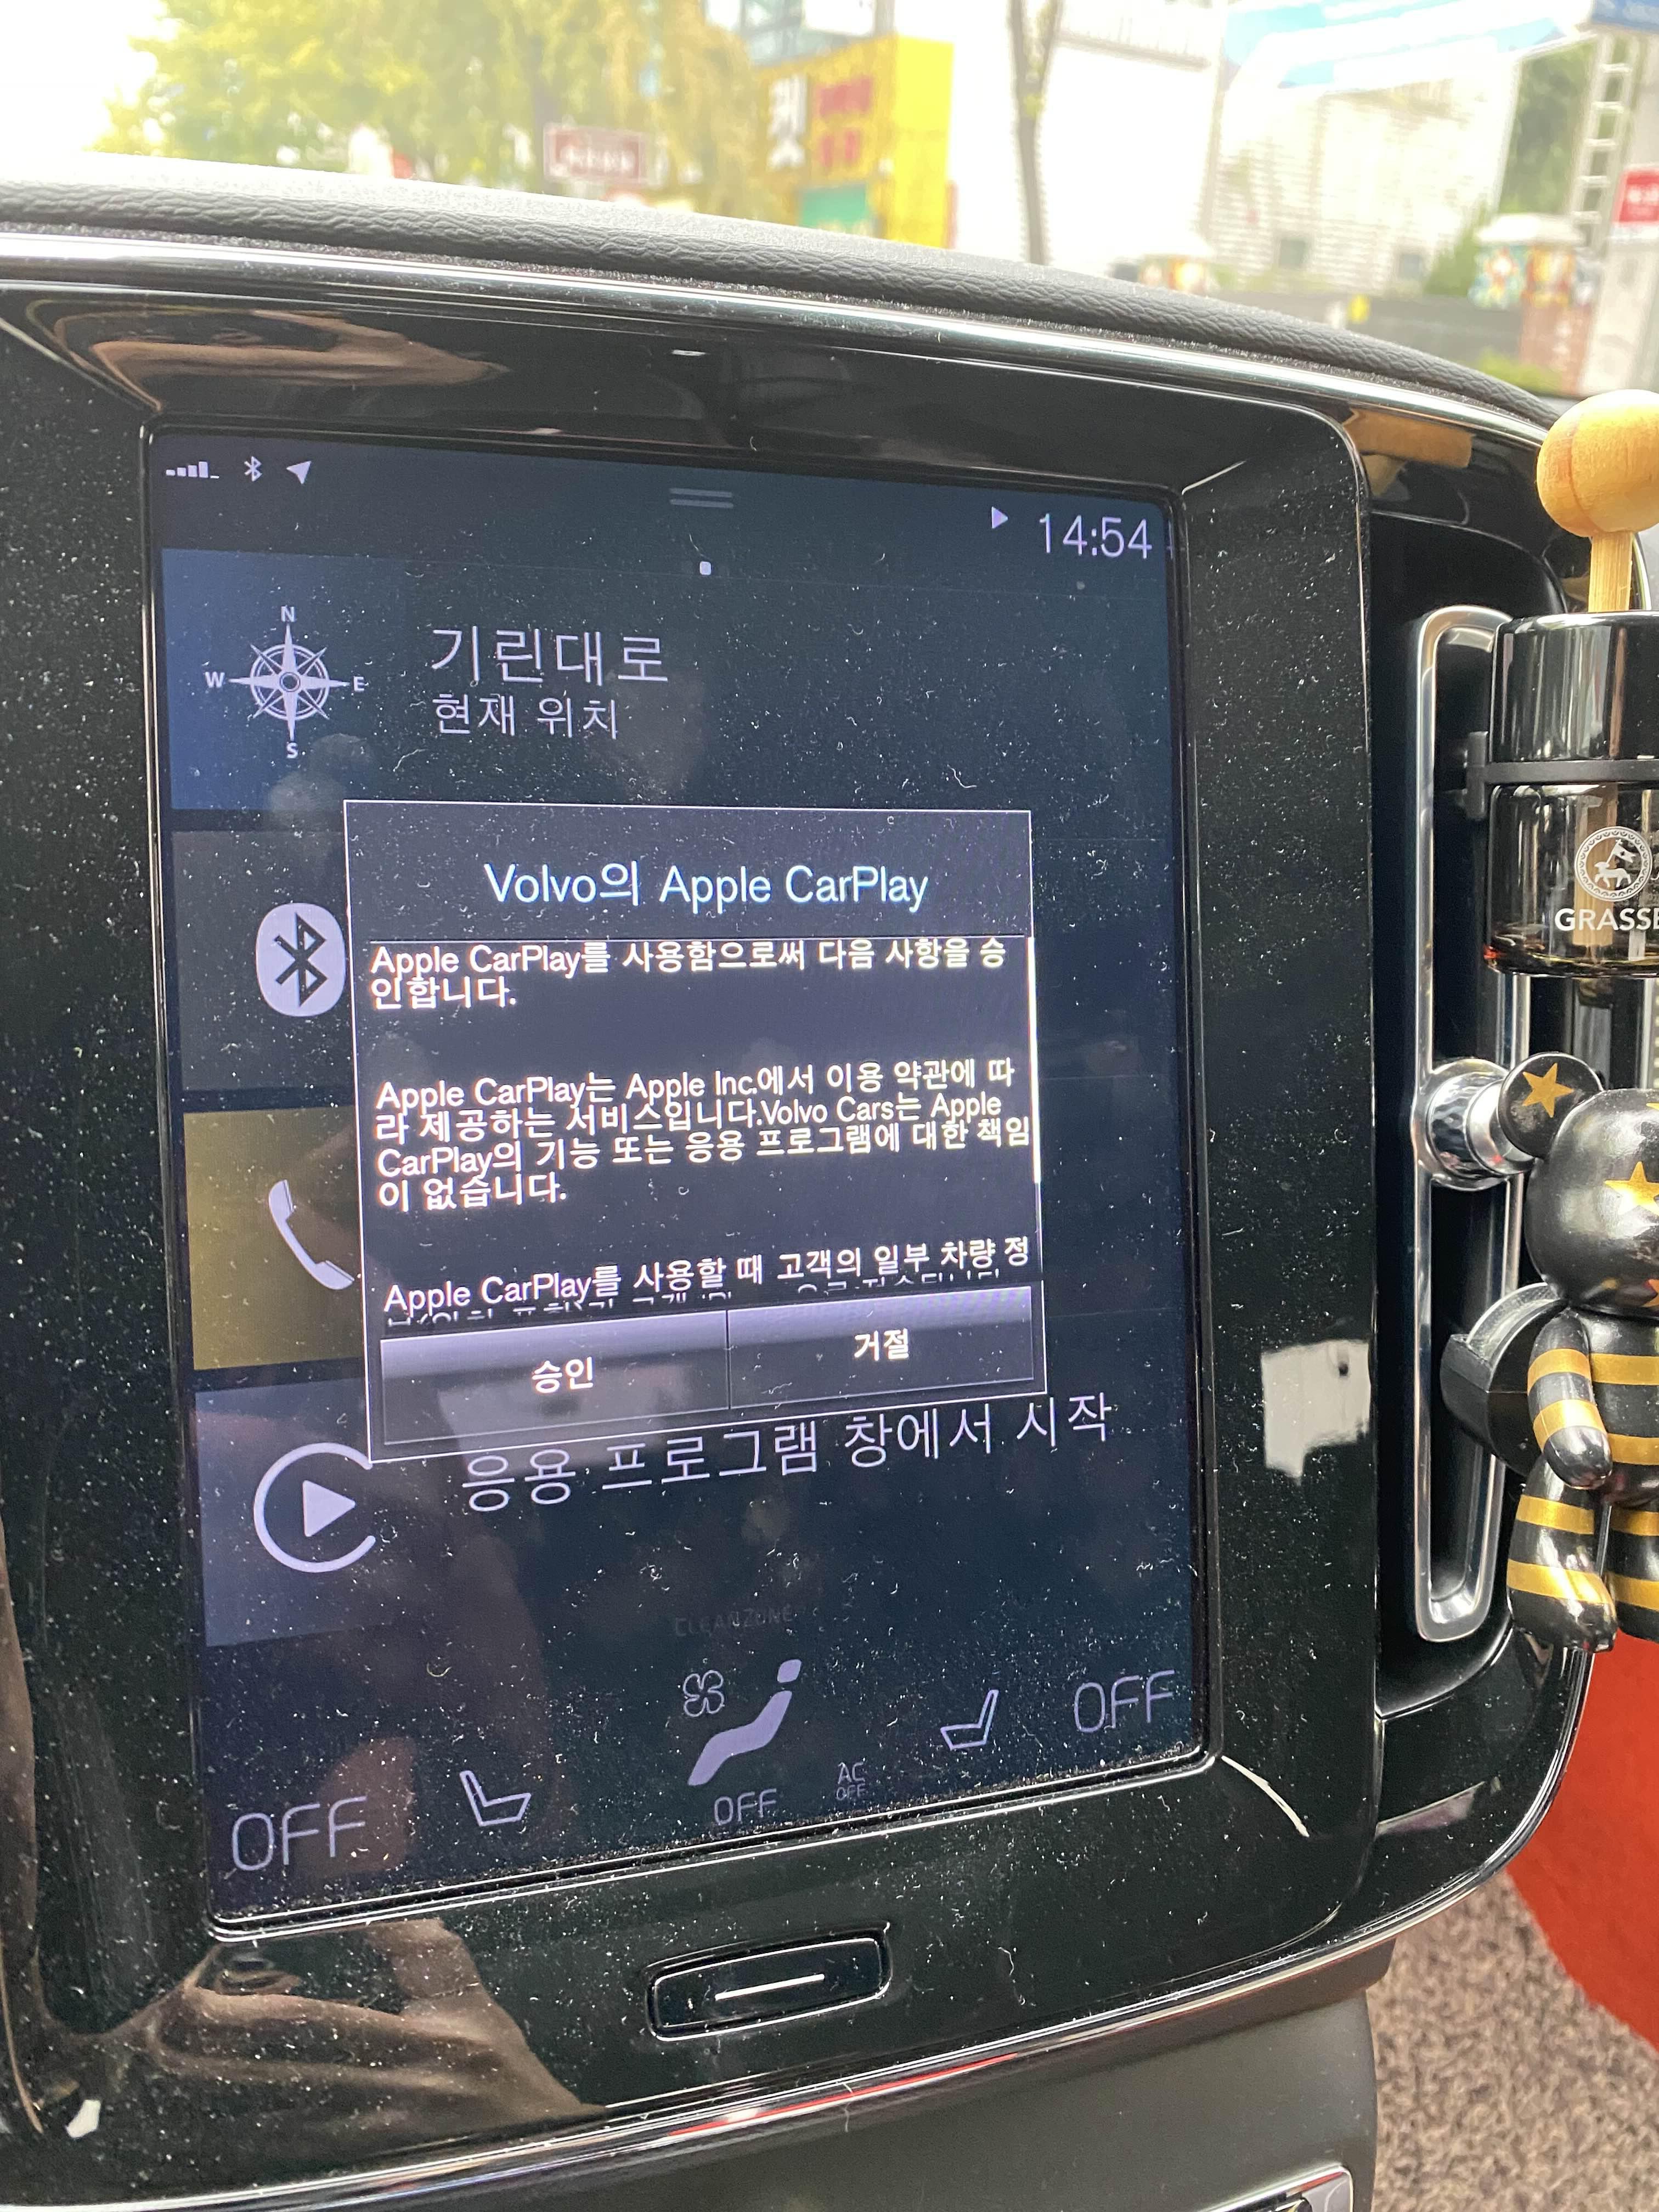 14:54
N
W
E
S
기린대로
현재 위치
GRASSE
Volvo의 Apple CarPlay
Apple CarPlay를 사용함으로써 다음 사항을 승
인합니다.
Apple CarPlay는 Apple Inc.에서 이용 약관에 따
라 제공하는 서비스입니다.Volvo Cars는 Apple
CarPlay의 기능 또는 응용 프로그램에 대한 책임
이 없습니다.
Apple CarPlay를 사용할 때 고객의 일부 차량 정
승인
거절
응용 프로그램 창에서 시작
CLEANZONE
OFF
OFF
AC
OFF
OFF